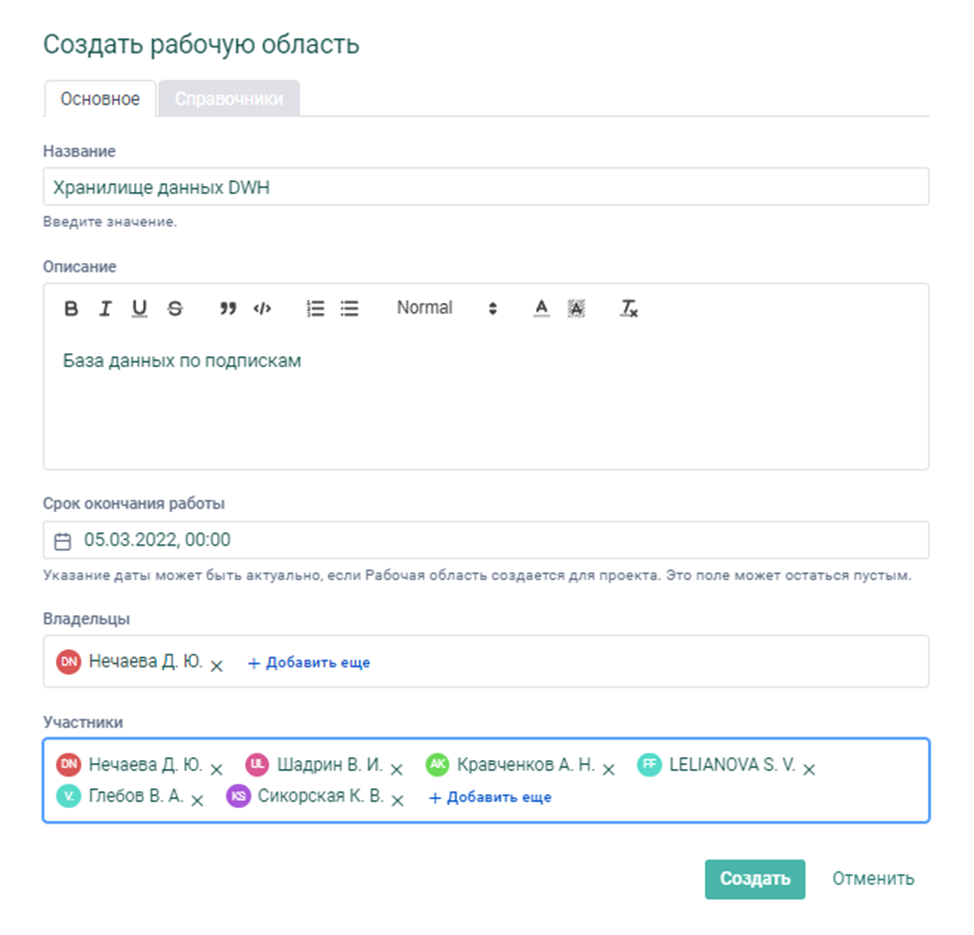 Создать рабочую область
Основное Справочники
Название
Хранилище данных DWH
Введите значение.
Описание
B I U S Normal A A Tx
База данных по подпискам
Срок окончания работы
05.03.2022, 00:00
Указание даты может быть актуально, если Рабочая область создается для проекта. Это поле может остаться пустым.
Владельцы
DN Нечаева Д. Ю. × + Добавить еще
Участники
DN Нечаева Д. Ю. × UL Шадрин В. И. × AK Кравченков А. Н. × FF LELIANOVA S. V. ×
V. Глебов В. А. × KS Сикорская К. В. × + Добавить еще
Создать Отменить